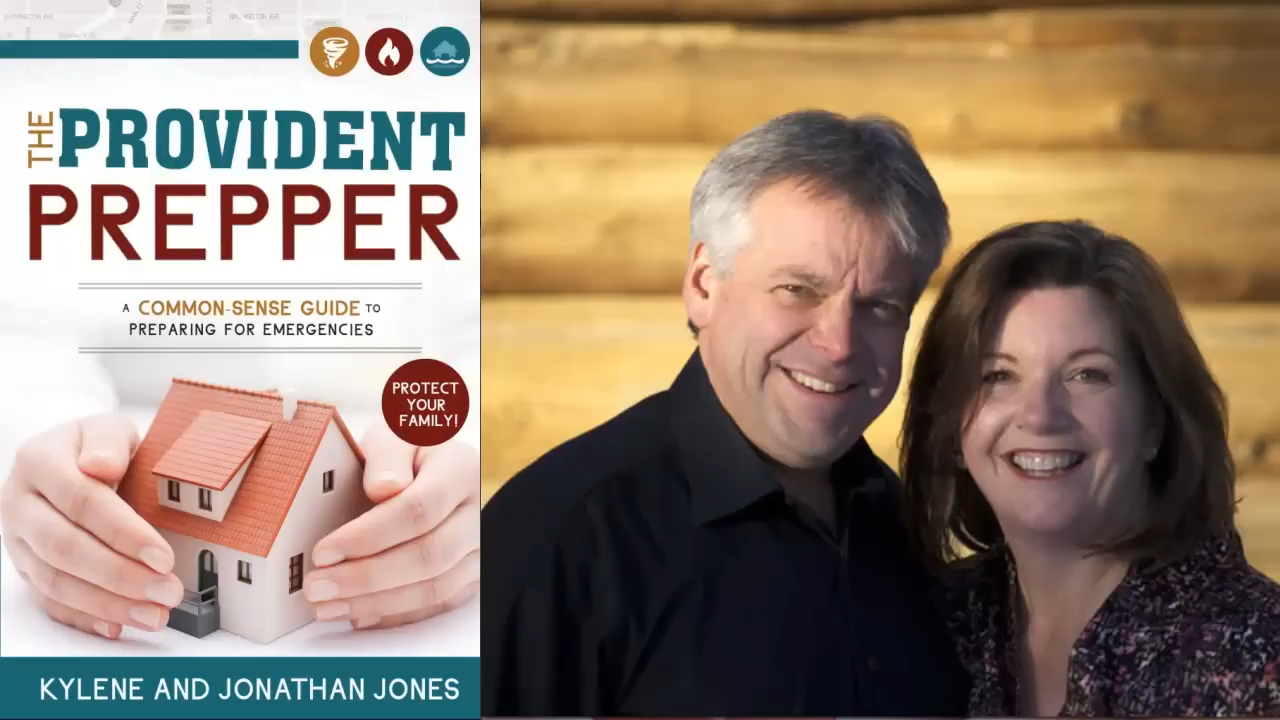 THE
PROVIDENT
PREPPER
A COMMON-SENSE GUIDE TO
PREPARING FOR EMERGENCIES
PROTECT
YOUR
FAMILY!
KYLENE AND JONATHAN JONES